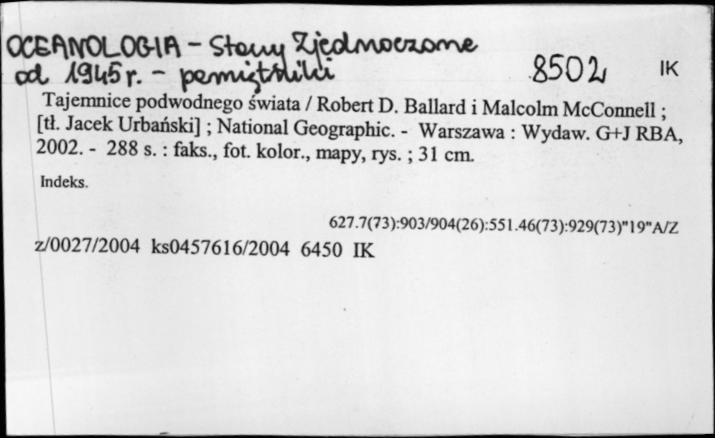 OCEANOLOGIA - Stany Zjednoczone
od 1945 r. - pamiętniki
8502 IK
Tajemnice podwodnego świata / Robert D. Ballard i Malcolm McConnell ;
[tł. Jacek Urbański] ; National Geographic. - Warszawa : Wydaw. G+J RBA,
2002. - 288 s. : faks., fot. kolor., mapy, rys. ; 31 cm.
Indeks.
627.7(73):903/904(26):551.46(73):929(73)"19"A/Z
z/0027/2004 ks0457616/2004 6450 IK